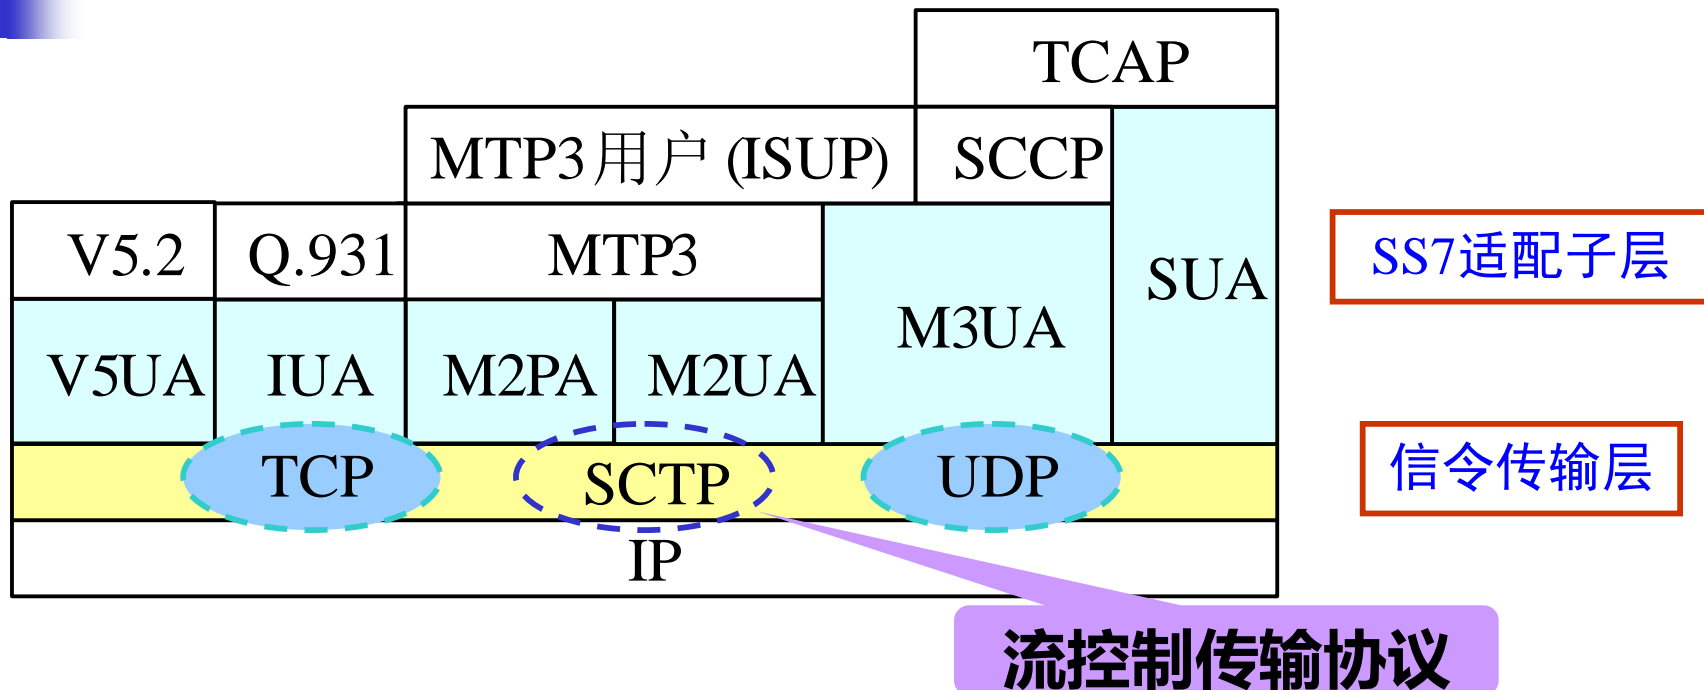 TCAP
MTP3用户 (ISUP)
SCCP
V5.2
Q.931
MTP3
SUA
SS7适配子层
M3UA
V5UA
IUA
M2PA
M2UA
TCP
SCTP
UDP
信令传输层
IP
流控制传输协议